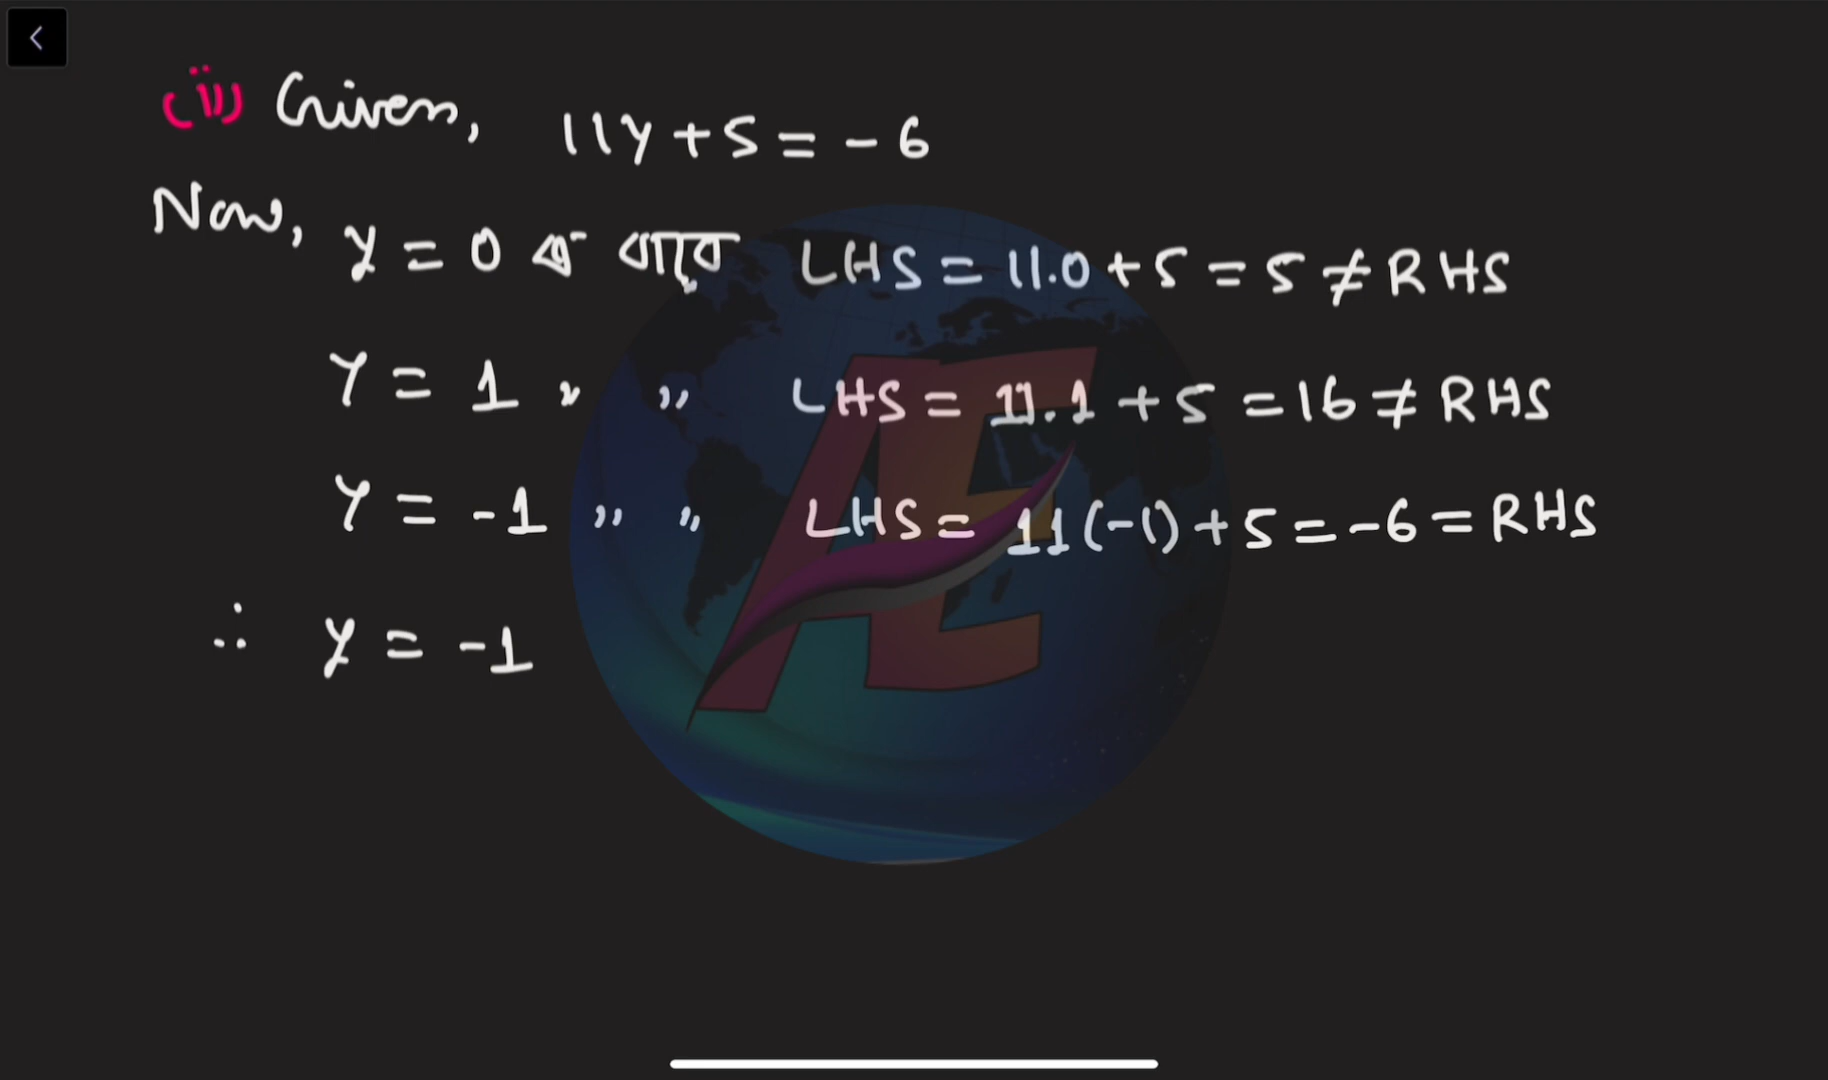 (ii) Given, 11y + 5 = - 6
Now, y = 0 LHS = 11.0 + 5 = 5 ≠ RHS
Y = 1 " " LHS = 11.1 + 5 = 16 ≠ RHS
Y = -1 " " LHS = 11(-1) + 5 = -6 = RHS
∴ y = -1
AE